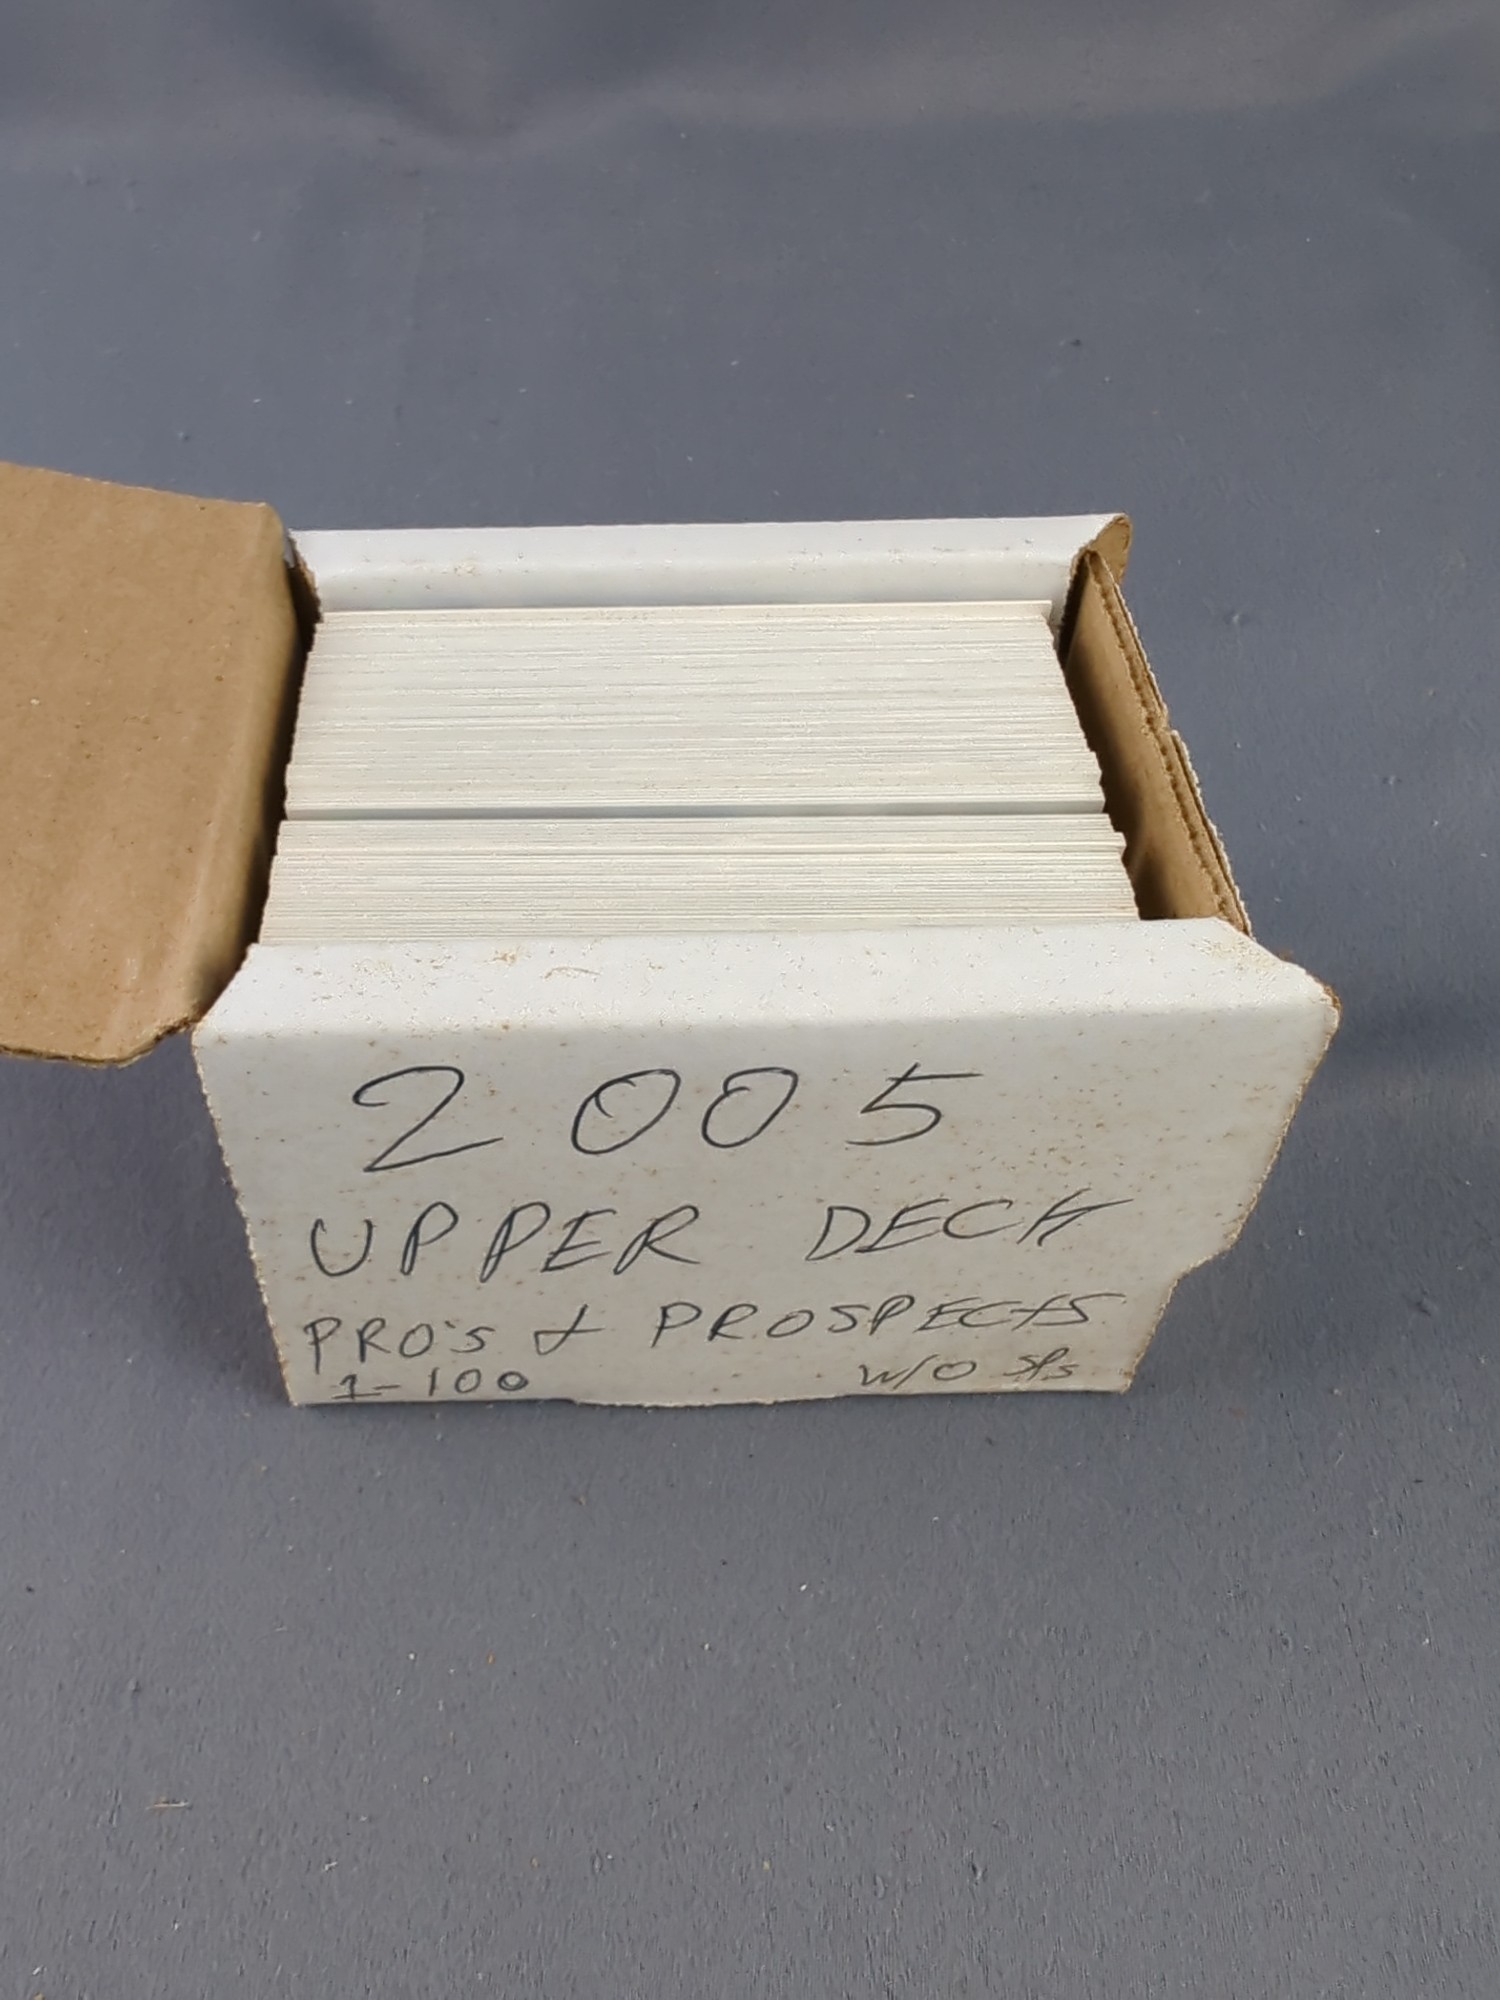 2005
UPPER DECK
PRO'S & PROSPECTS
1-100 w/o SPs